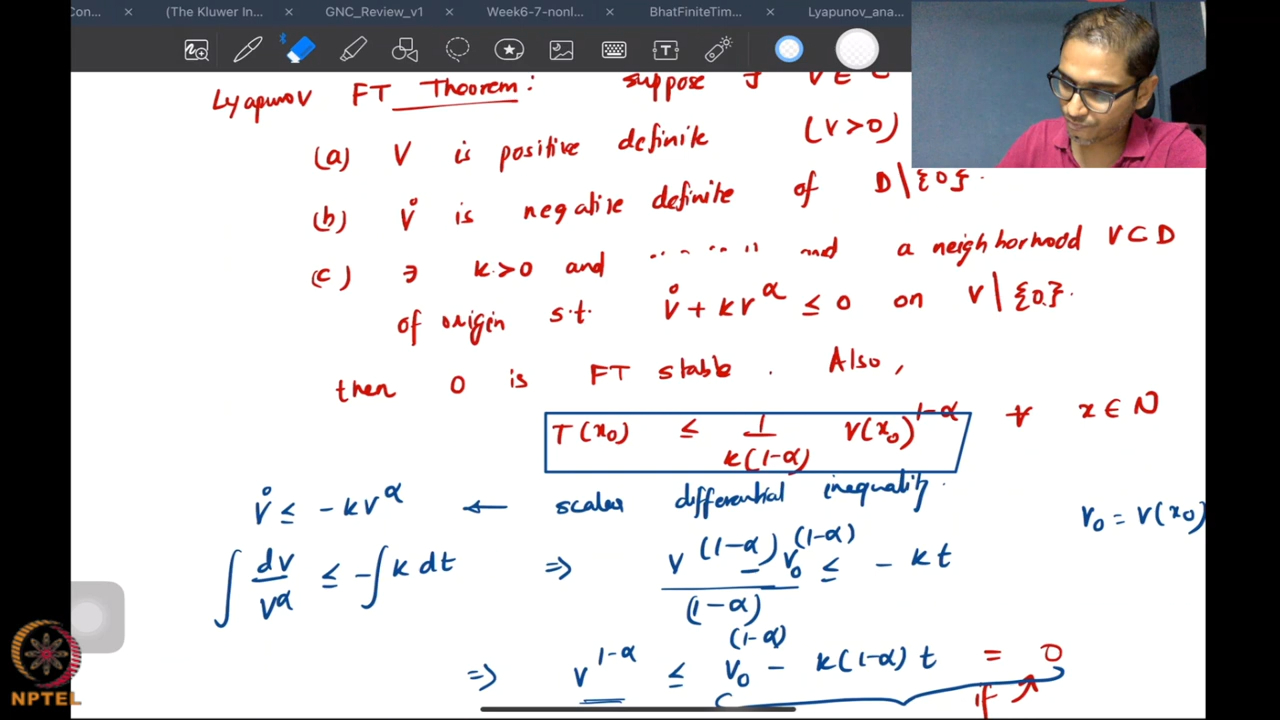 Con... (The Kluwer In... GNC_Review_v1 Week6-7-nonl... BhatFiniteTim... Lyapunov_ana...
Lyapunov FT Theorem : suppose ∃ V ∈ C
(a) V is positive definite (V>0)
(b) V̇ is negative definite of D\{0}.
(c) ∃ k>0 and ........ and a neighborhood V⊂D
of origin s.t. V̇ + kV^α ≤ 0 on V\{0}.
then 0 is FT stable. Also,
T(x₀) ≤ 1/k(1-α) V(x₀)^1-α ∀ x ∈ N
V̇ ≤ -kV^α ← scalar differential inequality.
V₀ = V(x₀)
∫ dV/V^α ≤ -∫ k dt ⇒ V^(1-α) - V₀^(1-α) / (1-α) ≤ - kt
⇒ V^1-α ≤ V₀^(1-α) - k(1-α)t = 0
if
NPTEL